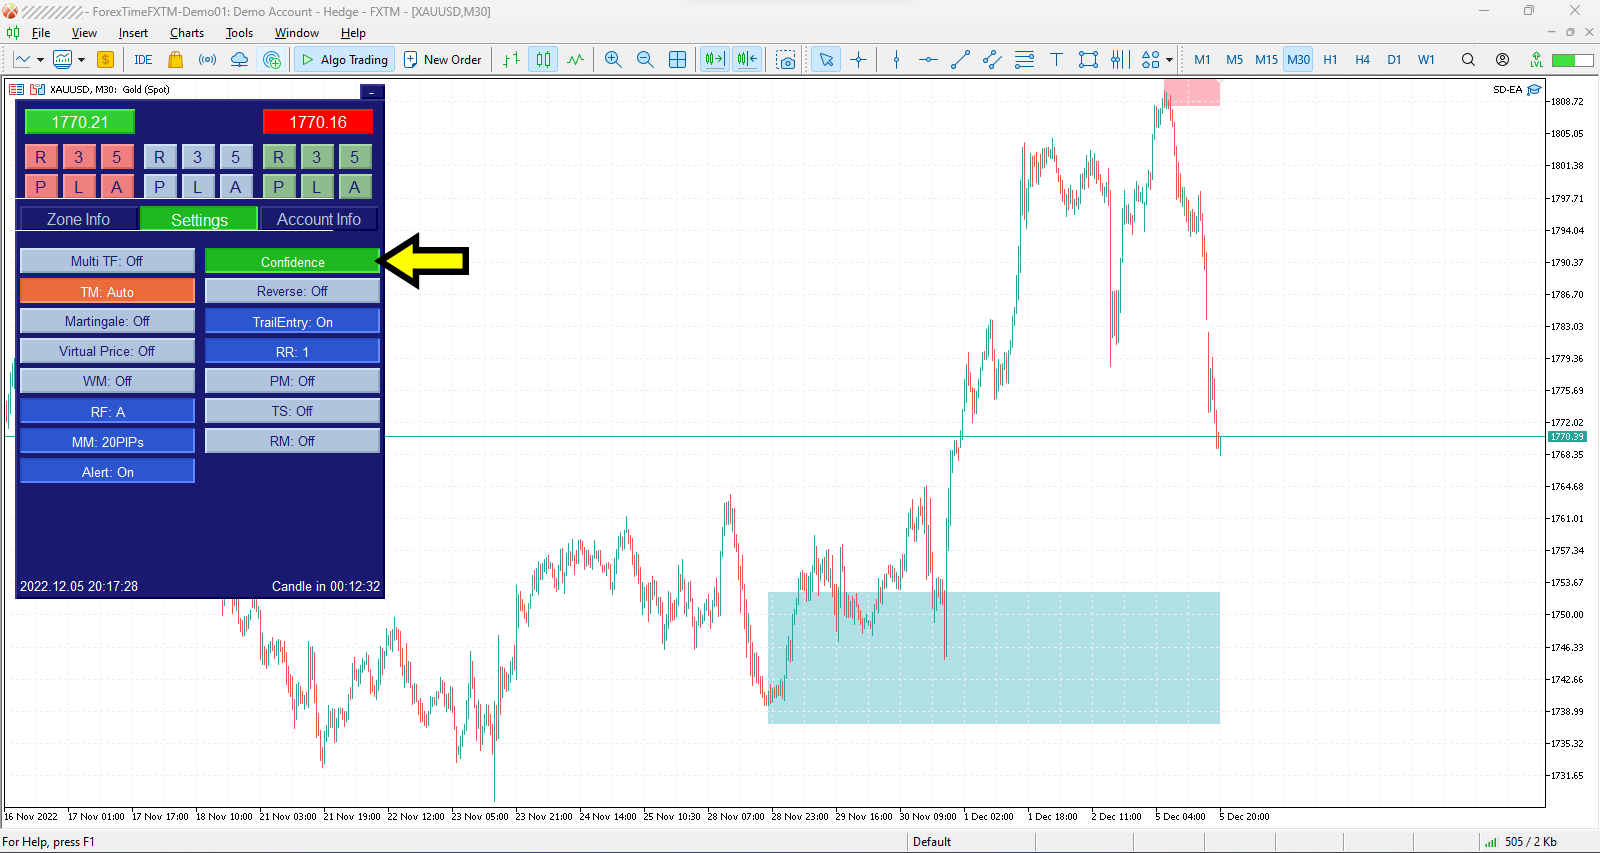 - ForexTimeFXTM-Demo01: Demo Account - Hedge - FXTM - [XAUUSD,M30]
File View Insert Charts Tools Window Help
IDE Algo Trading New Order M1 M5 M15 M30 H1 H4 D1 W1 LVL
XAUUSD, M30: Gold (Spot)
SD-EA
1770.21 1770.16
R 3 5 R 3 5 R 3 5
P L A P L A P L A
Zone Info Settings Account Info
Multi TF: Off Confidence
TM: Auto Reverse: Off
Martingale: Off TrailEntry: On
Virtual Price: Off RR: 1
WM: Off PM: Off
RF: A TS: Off
MM: 20PIPs RM: Off
Alert: On
2022.12.05 20:17:28 Candle in 00:12:32
1808.72
1805.05
1801.38
1797.71
1794.04
1790.37
1786.70
1783.03
1779.36
1775.69
1772.02
1770.39
1768.35
1764.68
1761.01
1757.34
1753.67
1750.00
1746.33
1742.66
1738.99
1735.32
1731.65
16 Nov 2022 17 Nov 01:00 17 Nov 17:00 18 Nov 10:00 21 Nov 03:00 21 Nov 19:00 22 Nov 12:00 23 Nov 05:00 23 Nov 21:00 24 Nov 14:00 25 Nov 10:30 28 Nov 07:00 28 Nov 23:00 29 Nov 16:00 30 Nov 09:00 1 Dec 02:00 1 Dec 18:00 2 Dec 11:00 5 Dec 04:00 5 Dec 20:00
For Help, press F1 Default 505 / 2 Kb